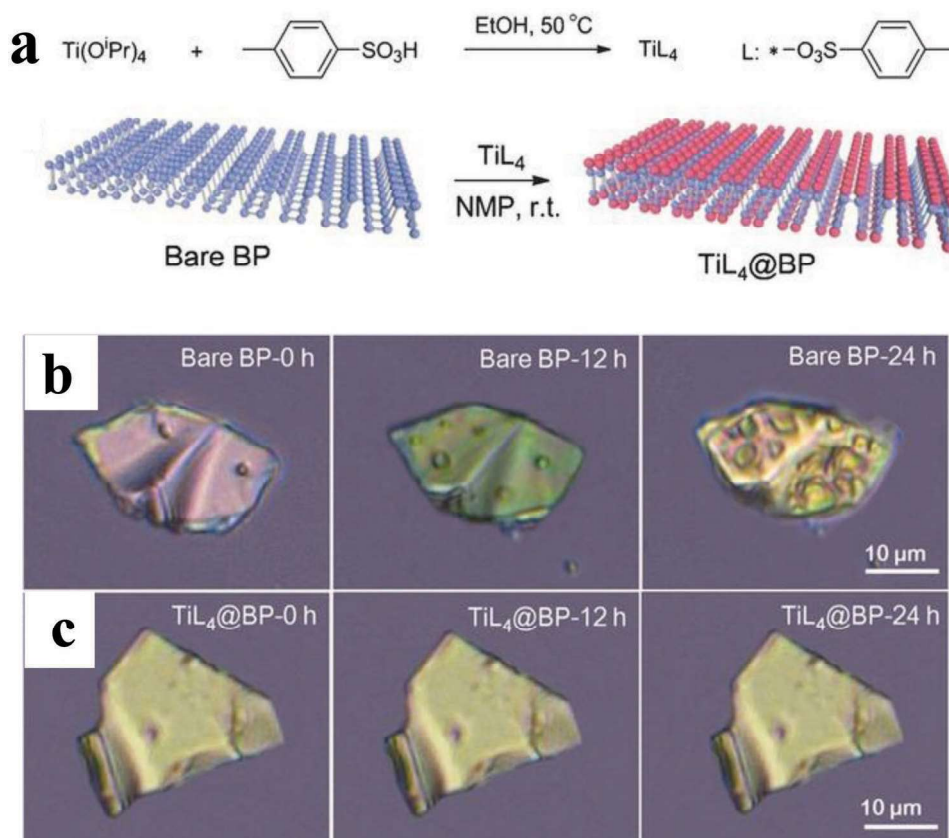 a
Ti(OⁱPr)₄ + SO₃H EtOH, 50 °C TiL₄ L: *–O₃S
TiL₄
NMP, r.t.
Bare BP
TiL₄@BP
b
Bare BP-0 h
Bare BP-12 h
Bare BP-24 h
10 μm
c
TiL₄@BP-0 h
TiL₄@BP-12 h
TiL₄@BP-24 h
10 μm